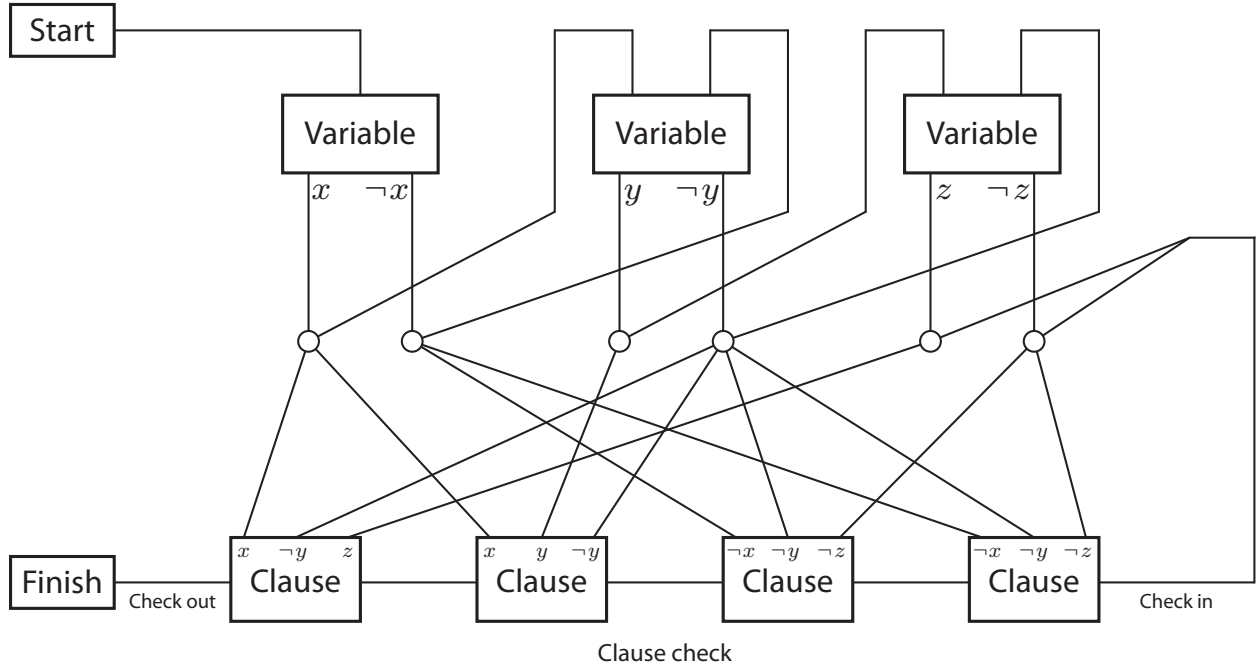 Start
Variable
Variable
Variable
x ¬x
y ¬y
z ¬z
x ¬y z
x y ¬y
¬x ¬y ¬z
¬x ¬y ¬z
Finish
Clause
Clause
Clause
Clause
Check out
Check in
Clause check